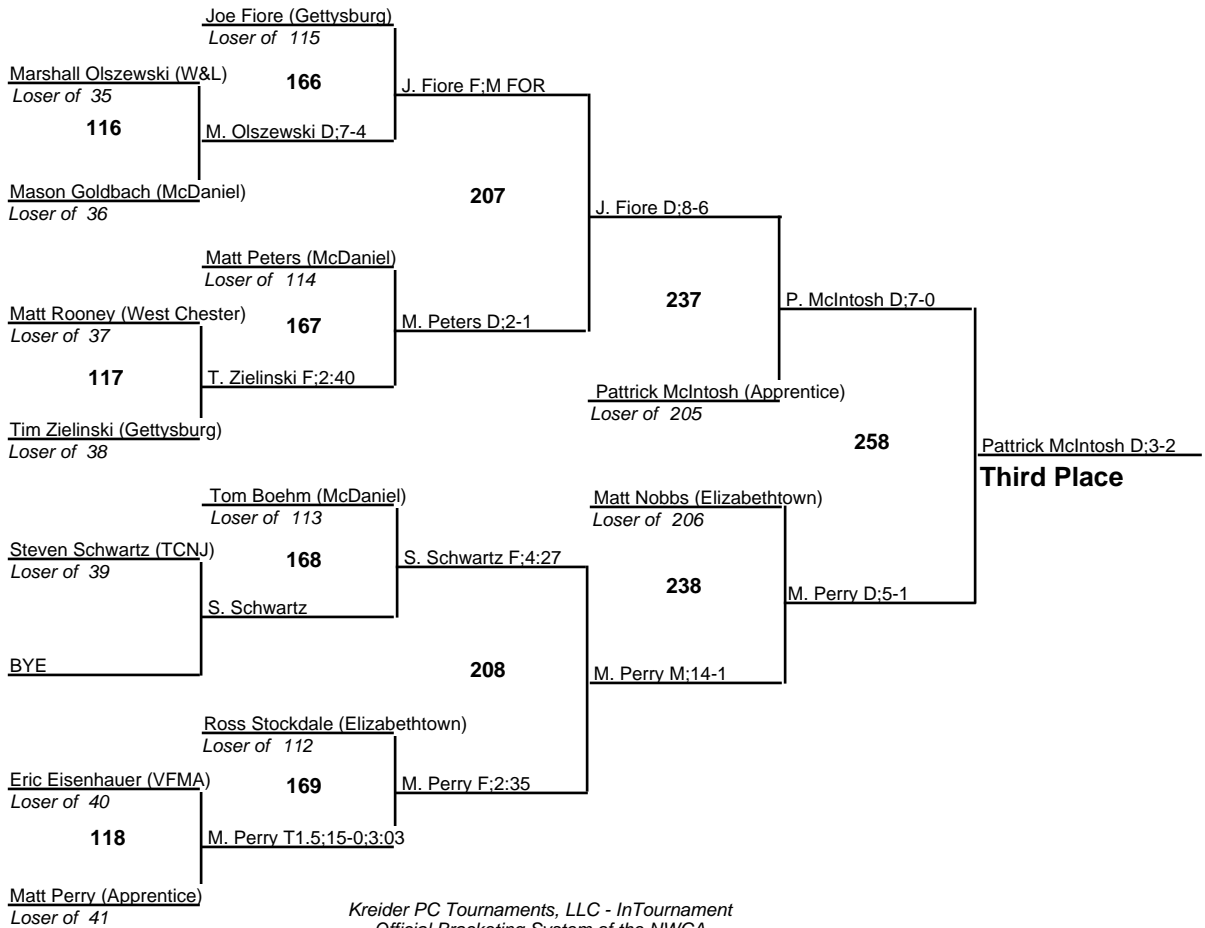 Joe Fiore (Gettysburg)
Loser of 115
Marshall Olszewski (W&L)
Loser of 35
166
J. Fiore F;M FOR
116
M. Olszewski D;7-4
Mason Goldbach (McDaniel)
Loser of 36
207
J. Fiore D;8-6
Matt Peters (McDaniel)
Loser of 114
Matt Rooney (West Chester)
Loser of 37
167
M. Peters D;2-1
237
P. McIntosh D;7-0
117
T. Zielinski F;2:40
Pattrick McIntosh (Apprentice)
Loser of 205
Tim Zielinski (Gettysburg)
Loser of 38
258
Pattrick McIntosh D;3-2
Third Place
Tom Boehm (McDaniel)
Loser of 113
Matt Nobbs (Elizabethtown)
Loser of 206
Steven Schwartz (TCNJ)
Loser of 39
168
S. Schwartz F;4:27
238
M. Perry D;5-1
S. Schwartz
BYE
208
M. Perry M;14-1
Ross Stockdale (Elizabethtown)
Loser of 112
Eric Eisenhauer (VFMA)
Loser of 40
169
M. Perry F;2:35
118
M. Perry T1.5;15-0;3:03
Matt Perry (Apprentice)
Loser of 41
Kreider PC Tournaments, LLC - InTournament
Official Bracketing System of the NWCA